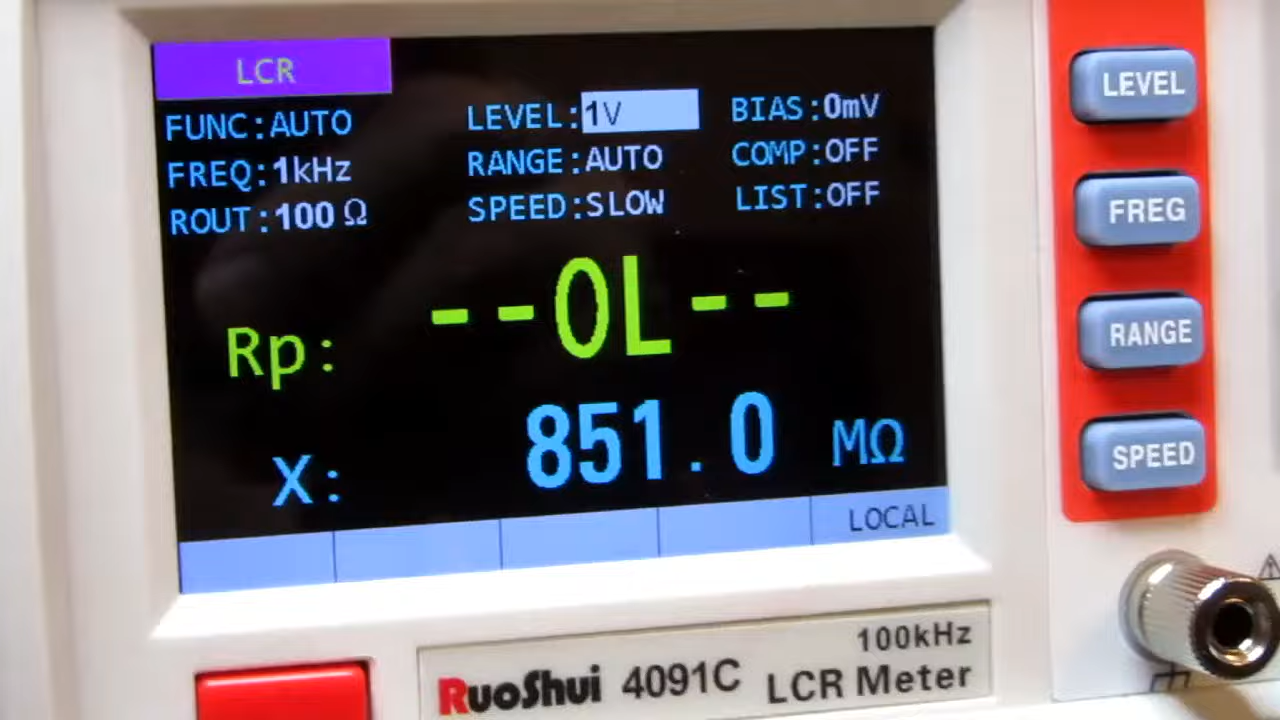 LCR
FUNC:AUTO LEVEL:1V BIAS:0mV
FREQ:1kHz RANGE:AUTO COMP:OFF
ROUT:100 Ω SPEED:SLOW LIST:OFF
Rp: --OL--
X: 851.0 MΩ
LOCAL
LEVEL
FREG
RANGE
SPEED
100kHz
RuoShui 4091C LCR Meter